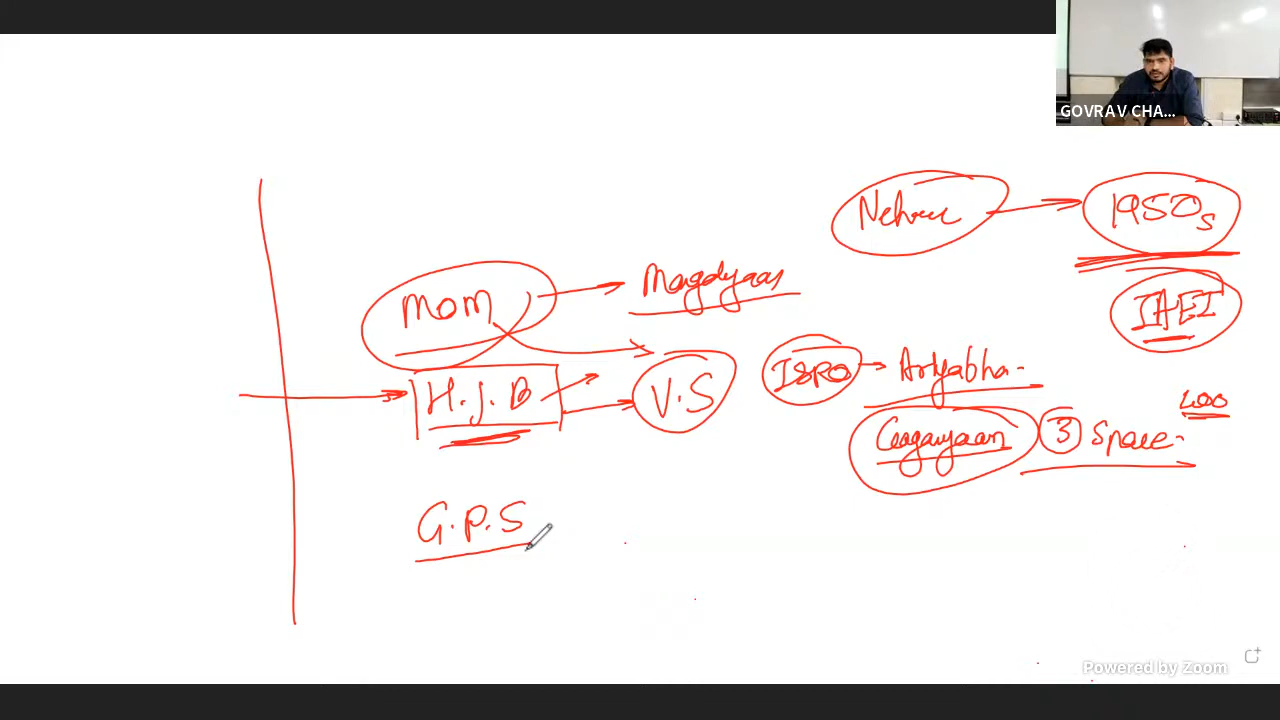 GOVRAV CHA...
Nehru
1950s
MOM
Mangalyaan
IAEI
ISRO
Aryabha-
H.J.B
V.S
400
Gaganyaan
3 Space-
G.P.S
Powered by Zoom